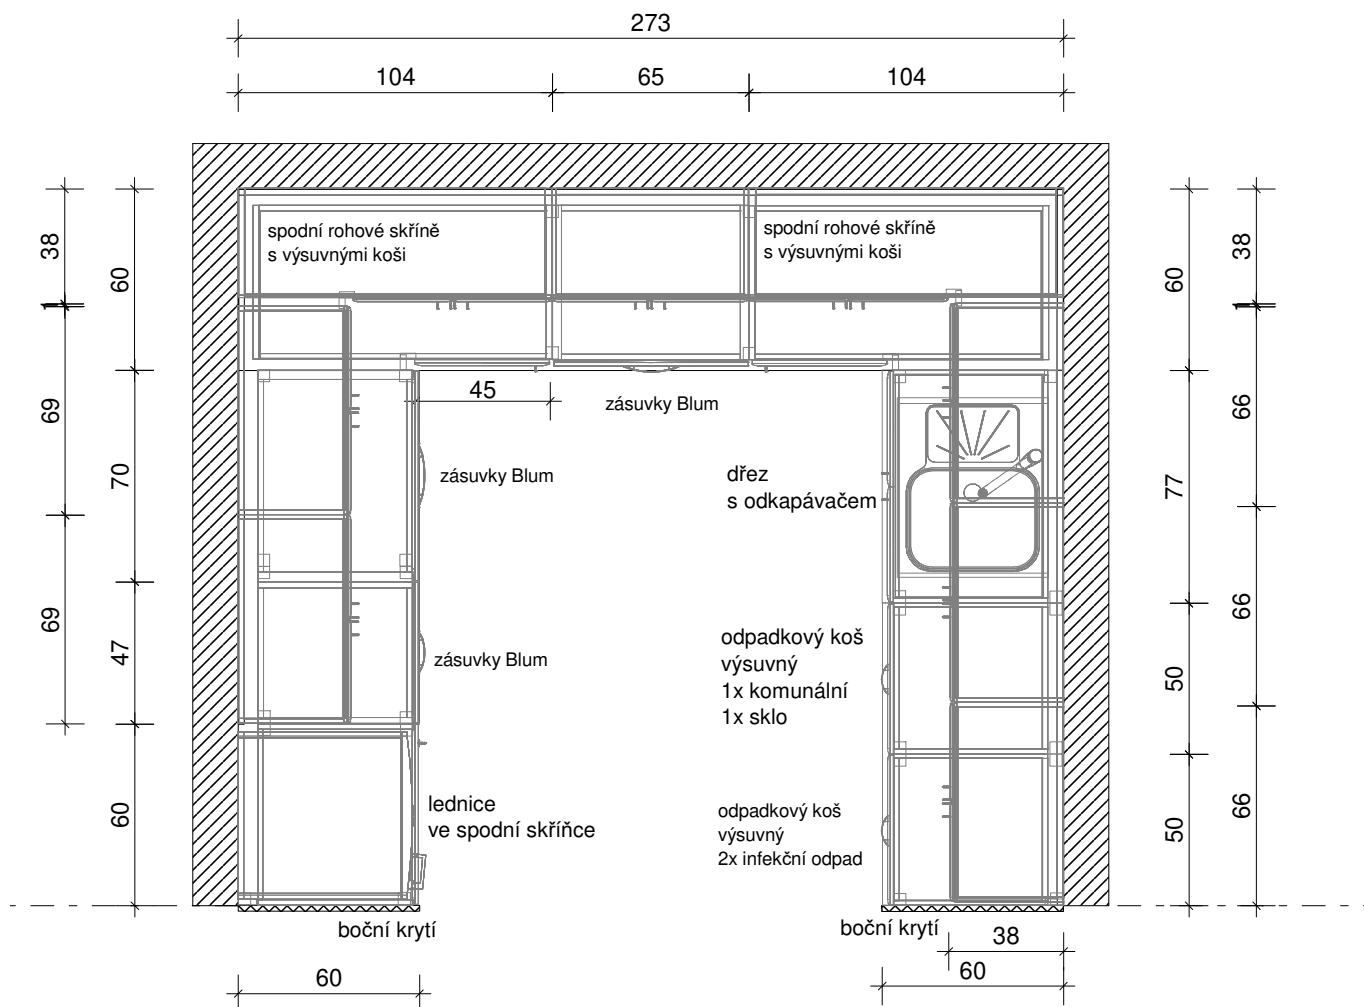 273
104 65 104
spodní rohové skříně
s výsuvnými koši
spodní rohové skříně
s výsuvnými koši
38
1
69
69
60
70
47
60
60
77
50
50
38
1
66
66
66
45
zásuvky Blum
zásuvky Blum
dřez
s odkapávačem
zásuvky Blum
odpadkový koš
výsuvný
1x komunální
1x sklo
lednice
ve spodní skříňce
odpadkový koš
výsuvný
2x infekční odpad
boční krytí
boční krytí
38
60
60